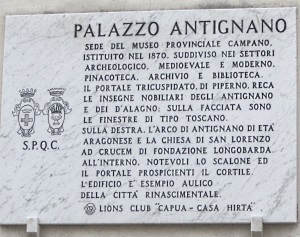 PALAZZO ANTIGNANO
SEDE DEL MUSEO PROVINCIALE CAMPANO,
ISTITUITO NEL 1870, SUDDIVISO NEI SETTORI
ARCHEOLOGICO, MEDIOEVALE E MODERNO,
PINACOTECA, ARCHIVIO E BIBLIOTECA.
IL PORTALE TRICUSPIDATO, DI PIPERNO, RECA
LE INSEGNE NOBILIARI DEGLI ANTIGNANO
E DEI D'ALAGNO; SULLA FACCIATA SONO
LE FINESTRE DI TIPO TOSCANO.
SULLA DESTRA, L'ARCO DI ANTIGNANO DI ETÀ
ARAGONESE E LA CHIESA DI SAN LORENZO
AD CRUCEM DI FONDAZIONE LONGOBARDA.
ALL'INTERNO, NOTEVOLI LO SCALONE ED
IL PORTALE PROSPICIENTI IL CORTILE.
L'EDIFICIO E' ESEMPIO AULICO
DELLA CITTÀ RINASCIMENTALE.
LIONS CLUB "CAPUA - CASA HIRTA"
S.P.Q.C.